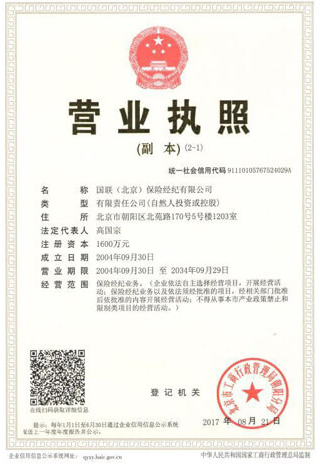 营业执照
(副 本)(2-1)
统一社会信用代码 91110105767524029A
名 称 国联（北京）保险经纪有限公司
类 型 有限责任公司(自然人投资或控股)
住 所 北京市朝阳区北苑路170号5号楼1203室
法定代表人 高国宗
注册资本 1600万元
成立日期 2004年09月30日
营业期限 2004年09月30日 至 2034年09月29日
经营范围 保险经纪业务。（企业依法自主选择经营项目，开展经营活
动；保险经纪业务以及依法须经批准的项目，经相关部门批准
后依批准的内容开展经营活动；不得从事本市产业政策禁止和
限制类项目的经营活动。）
在线扫码获取详细信息
登记机关
北京市工商行政管理局朝阳分局
2017 年 08月 21日
提示：每年1月1日至6月30日通过企业信用信息公示系统
报送上一年度年度报告并公示。
企业信用信息公示系统网址： qyxy.baic.gov.cn
中华人民共和国国家工商行政管理总局监制